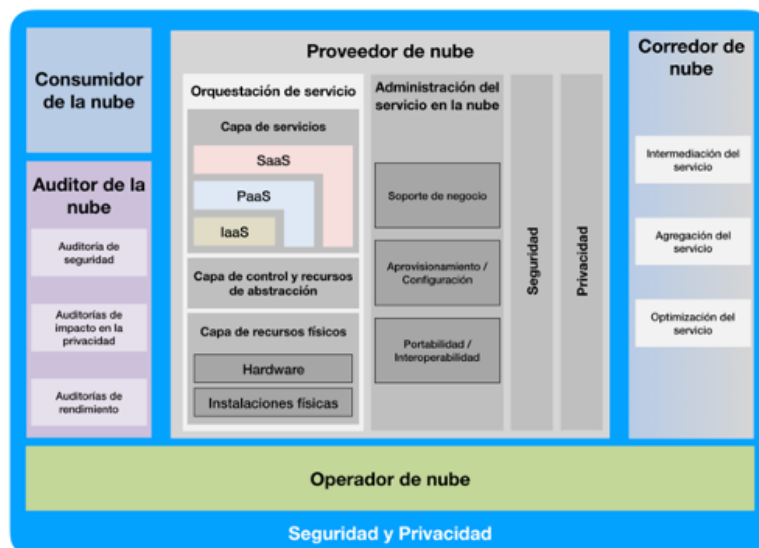 Consumidor
de la nube
Auditor de la
nube
Auditoría de
seguridad
Auditorías de
impacto en la
privacidad
Auditorías de
rendimiento
Proveedor de nube
Orquestación de servicio
Capa de servicios
SaaS
PaaS
IaaS
Capa de control y recursos
de abstracción
Capa de recursos físicos
Hardware
Instalaciones físicas
Administración del
servicio en la nube
Soporte de negocio
Aprovisionamiento /
Configuración
Portabilidad /
Interoperabilidad
Seguridad
Privacidad
Corredor de
nube
Intermediación del
servicio
Agregación del
servicio
Optimización del
servicio
Operador de nube
Seguridad y Privacidad